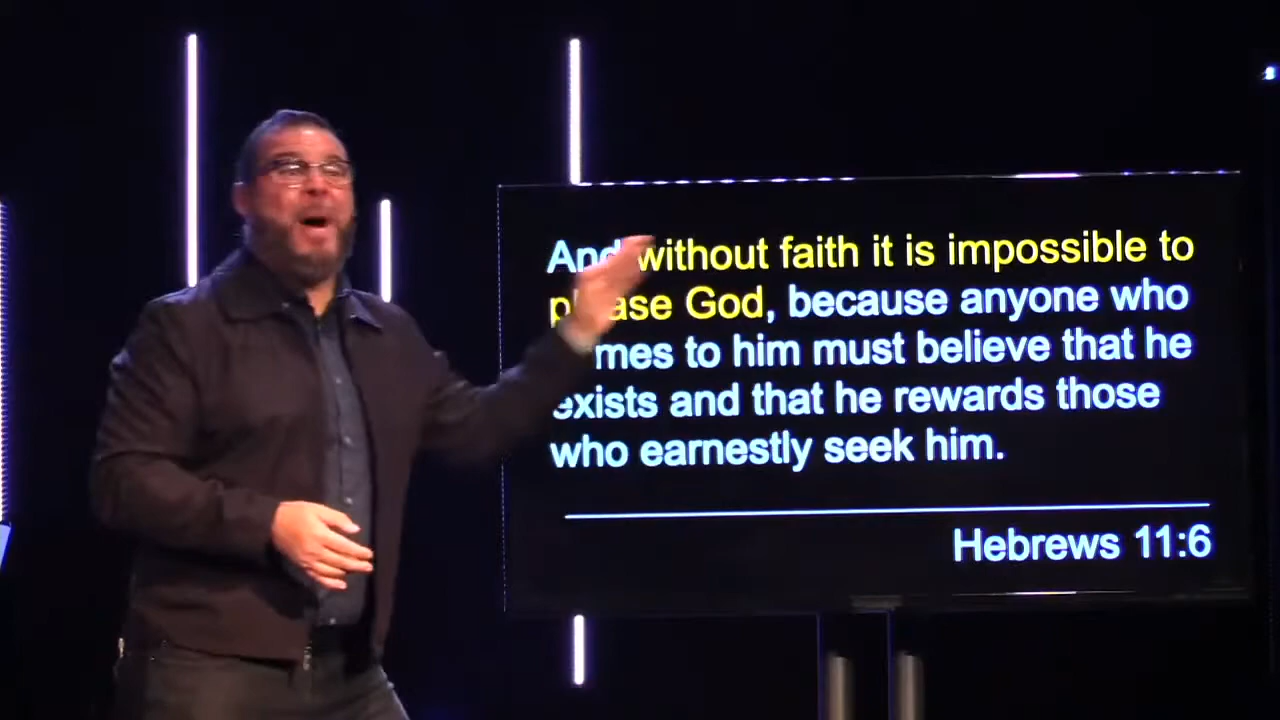 And without faith it is impossible to
God, because anyone who
to him must believe that he
exists and that he rewards those
who earnestly seek him.
Hebrews 11:6